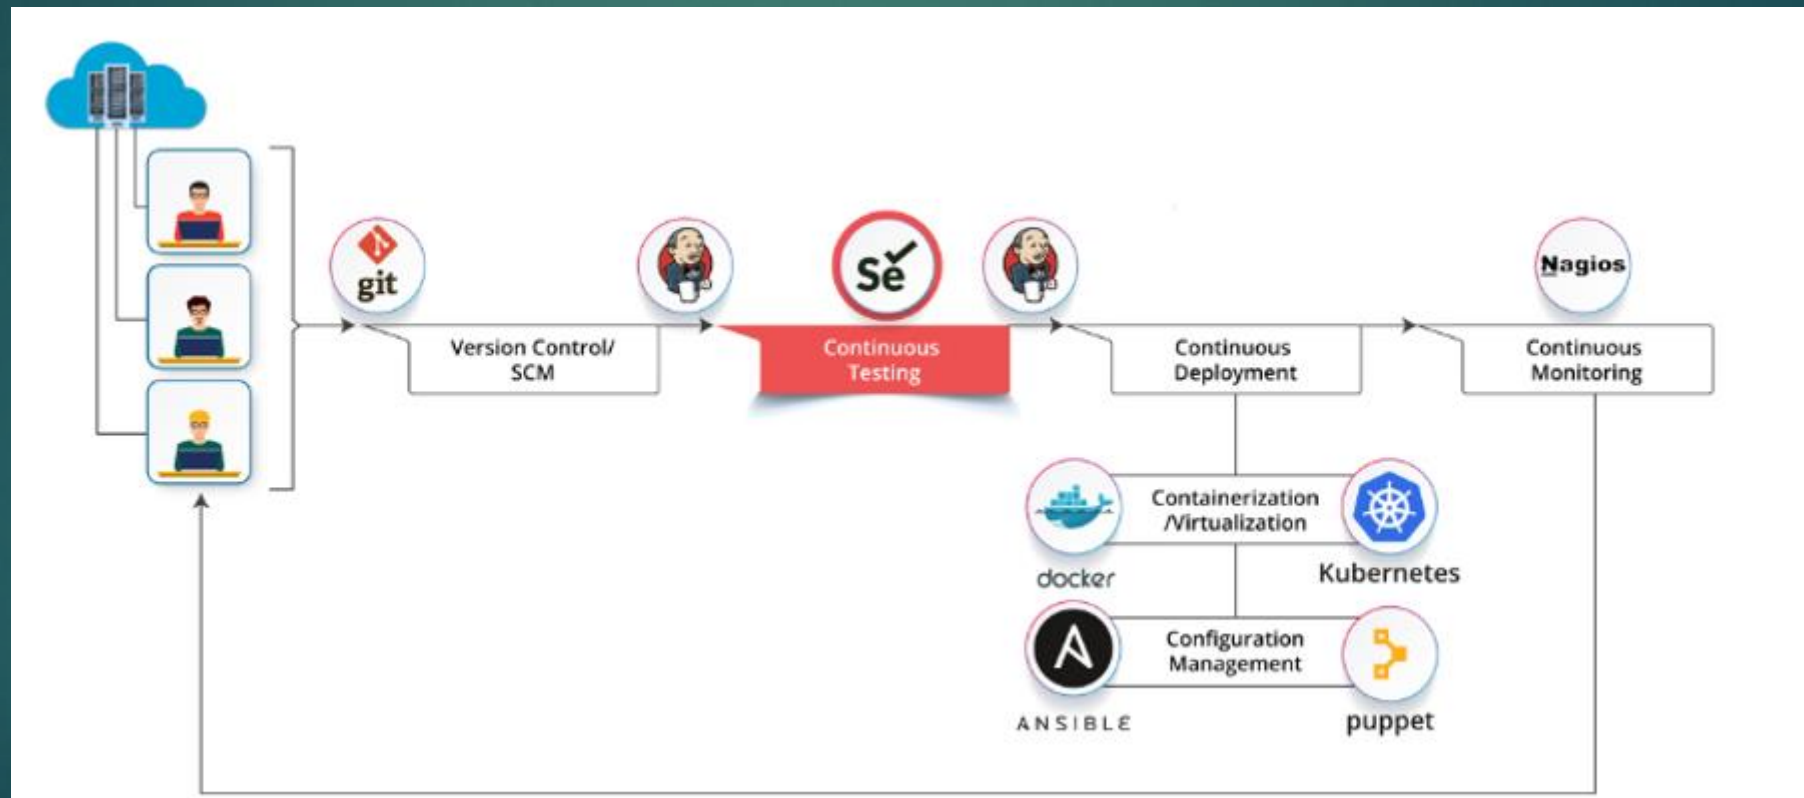 git
Version Control/
SCM
Se
Continuous
Testing
Continuous
Deployment
Nagios
Continuous
Monitoring
Containerization
/Virtualization
docker
Kubernetes
Configuration
Management
ANSIBLE
puppet